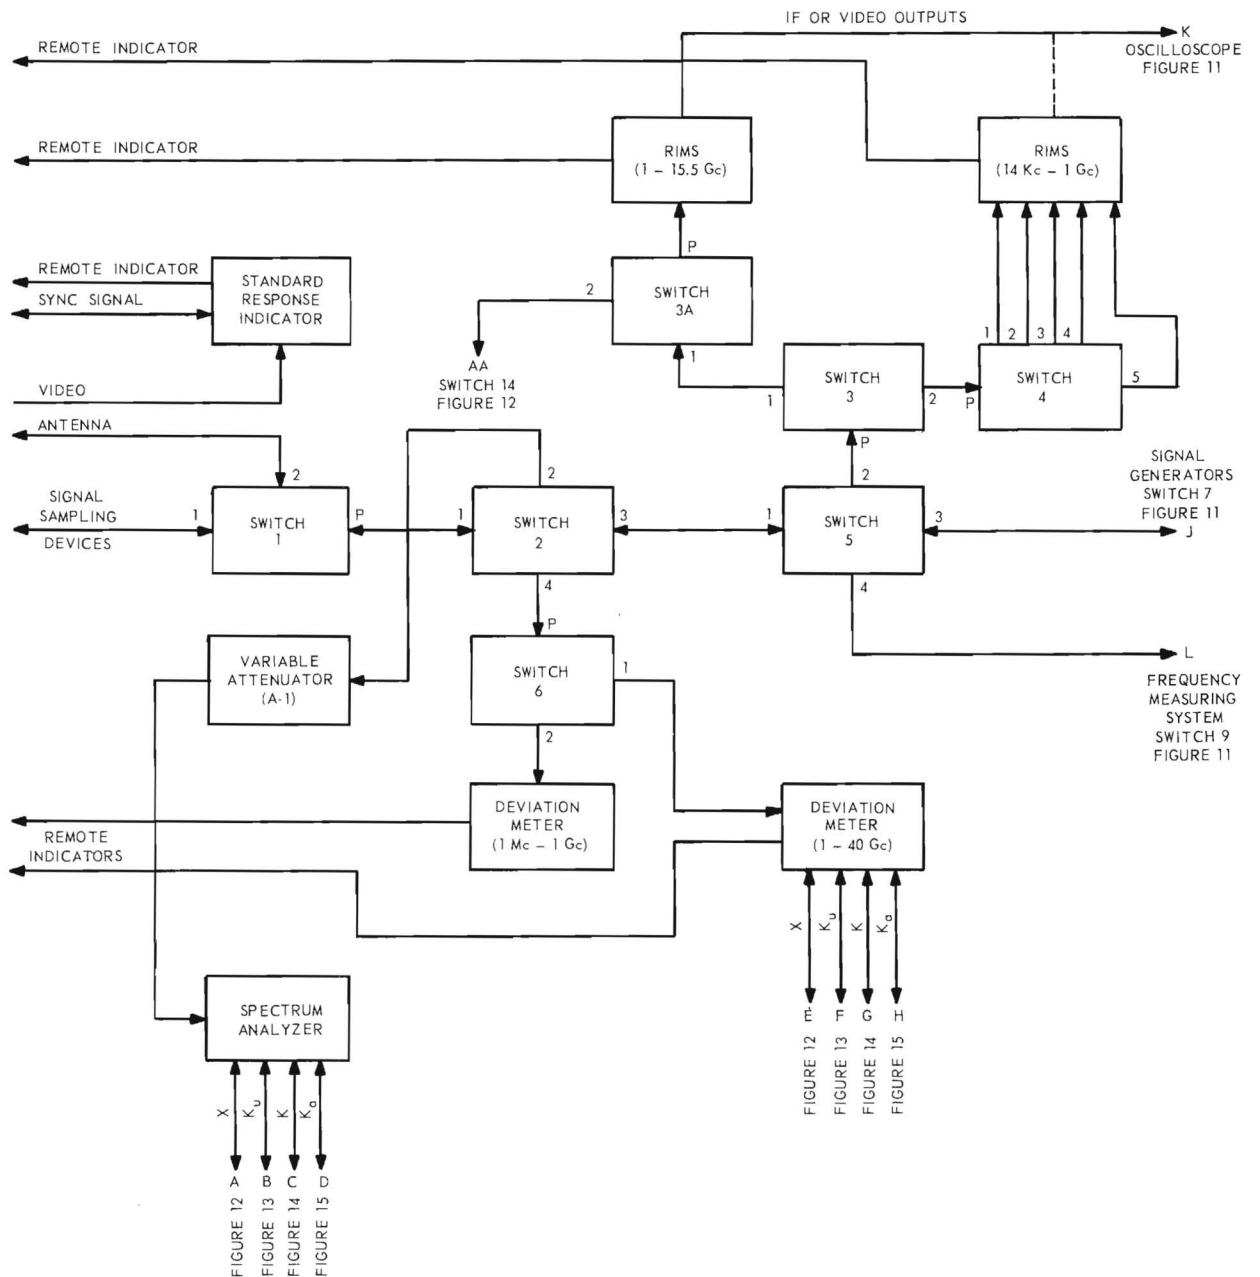 IF OR VIDEO OUTPUTS
K
OSCILLOSCOPE
FIGURE 11
REMOTE INDICATOR
REMOTE INDICATOR
RIMS
(1 – 15.5 Gc)
RIMS
(14 Kc – 1 Gc)
P
REMOTE INDICATOR
SYNC SIGNAL
STANDARD
RESPONSE
INDICATOR
2
SWITCH
3A
1
AA
SWITCH 14
FIGURE 12
1
2
3
4
VIDEO
1
SWITCH
3
2
P
SWITCH
4
5
ANTENNA
2
P
2
2
SIGNAL
SAMPLING
DEVICES
1
SWITCH
1
P
1
SWITCH
2
3
1
SWITCH
5
3
SIGNAL
GENERATORS
SWITCH 7
FIGURE 11
J
4
4
P
VARIABLE
ATTENUATOR
(A-1)
SWITCH
6
1
2
L
FREQUENCY
MEASURING
SYSTEM
SWITCH 9
FIGURE 11
REMOTE
INDICATORS
DEVIATION
METER
(1 Mc – 1 Gc)
DEVIATION
METER
(1 – 40 Gc)
X
Ku
K
Ka
E
F
G
H
FIGURE 12
FIGURE 13
FIGURE 14
FIGURE 15
SPECTRUM
ANALYZER
X
Ku
K
Ka
A
B
C
D
FIGURE 12
FIGURE 13
FIGURE 14
FIGURE 15